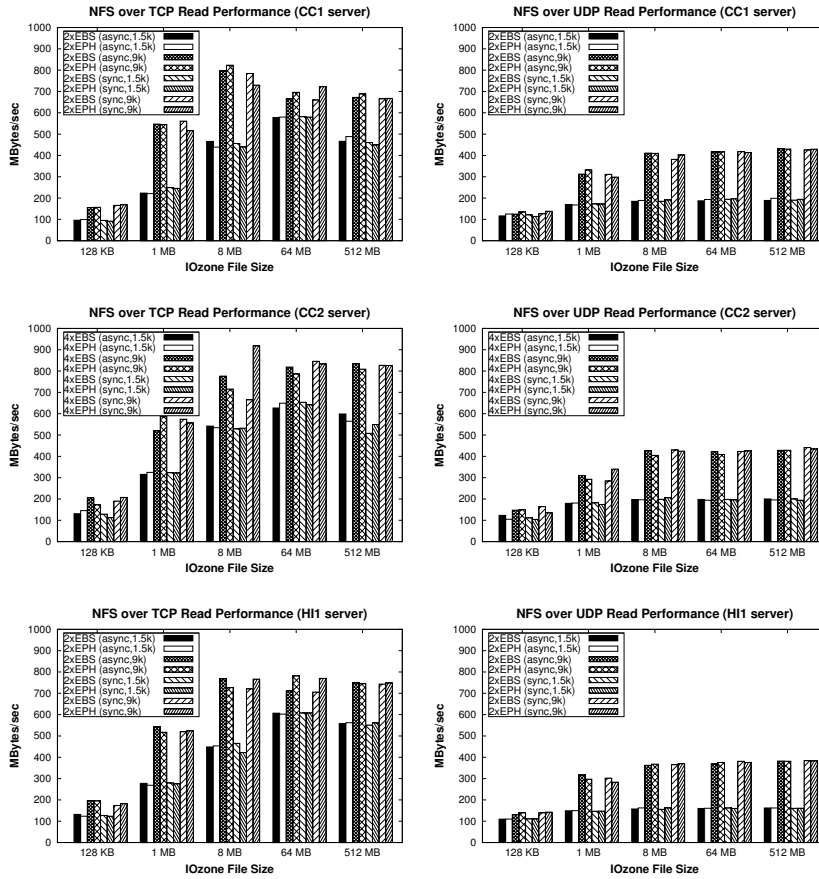 NFS over TCP Read Performance (CC1 server)
MBytes/sec
1000
900
800
700
600
500
400
300
200
100
0
2xEBS (async,1.5k)
2xEPH (async,1.5k)
2xEBS (async,9k)
2xEPH (async,9k)
2xEBS (sync,1.5k)
2xEPH (sync,1.5k)
2xEBS (sync,9k)
2xEPH (sync,9k)
128 KB 1 MB 8 MB 64 MB 512 MB
IOzone File Size
NFS over UDP Read Performance (CC1 server)
MBytes/sec
1000
900
800
700
600
500
400
300
200
100
0
2xEBS (async,1.5k)
2xEPH (async,1.5k)
2xEBS (async,9k)
2xEPH (async,9k)
2xEBS (sync,1.5k)
2xEPH (sync,1.5k)
2xEBS (sync,9k)
2xEPH (sync,9k)
128 KB 1 MB 8 MB 64 MB 512 MB
IOzone File Size
NFS over TCP Read Performance (CC2 server)
MBytes/sec
1000
900
800
700
600
500
400
300
200
100
0
4xEBS (async,1.5k)
4xEPH (async,1.5k)
4xEBS (async,9k)
4xEPH (async,9k)
4xEBS (sync,1.5k)
4xEPH (sync,1.5k)
4xEBS (sync,9k)
4xEPH (sync,9k)
128 KB 1 MB 8 MB 64 MB 512 MB
IOzone File Size
NFS over UDP Read Performance (CC2 server)
MBytes/sec
1000
900
800
700
600
500
400
300
200
100
0
4xEBS (async,1.5k)
4xEPH (async,1.5k)
4xEBS (async,9k)
4xEPH (async,9k)
4xEBS (sync,1.5k)
4xEPH (sync,1.5k)
4xEBS (sync,9k)
4xEPH (sync,9k)
128 KB 1 MB 8 MB 64 MB 512 MB
IOzone File Size
NFS over TCP Read Performance (HI1 server)
MBytes/sec
1000
900
800
700
600
500
400
300
200
100
0
2xEBS (async,1.5k)
2xEPH (async,1.5k)
2xEBS (async,9k)
2xEPH (async,9k)
2xEBS (sync,1.5k)
2xEPH (sync,1.5k)
2xEBS (sync,9k)
2xEPH (sync,9k)
128 KB 1 MB 8 MB 64 MB 512 MB
IOzone File Size
NFS over UDP Read Performance (HI1 server)
MBytes/sec
1000
900
800
700
600
500
400
300
200
100
0
2xEBS (async,1.5k)
2xEPH (async,1.5k)
2xEBS (async,9k)
2xEPH (async,9k)
2xEBS (sync,1.5k)
2xEPH (sync,1.5k)
2xEBS (sync,9k)
2xEPH (sync,9k)
128 KB 1 MB 8 MB 64 MB 512 MB
IOzone File Size